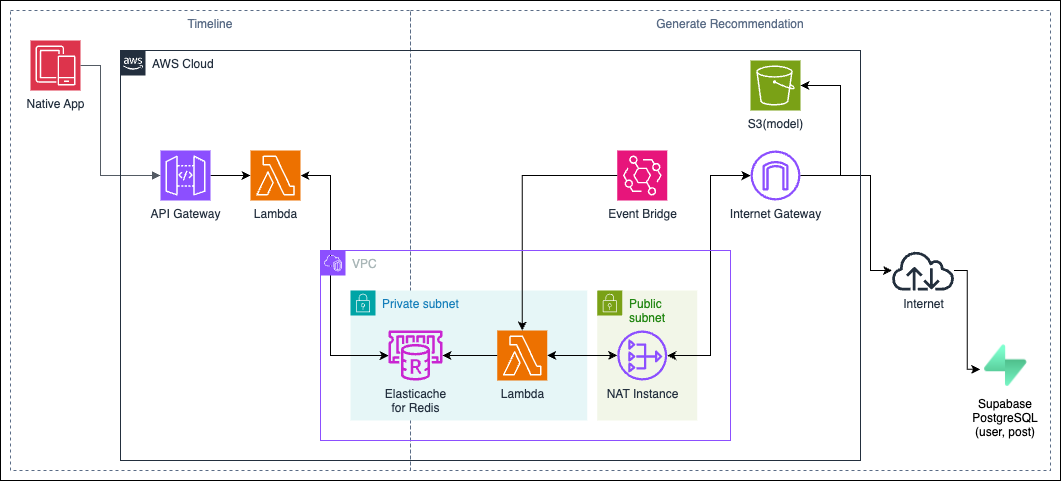 Timeline
Generate Recommendation
aws
AWS Cloud
Native App
S3(model)
API Gateway
Lambda
Event Bridge
Internet Gateway
VPC
Private subnet
Public
subnet
Internet
R
Elasticache
for Redis
Lambda
NAT Instance
Supabase
PostgreSQL
(user, post)